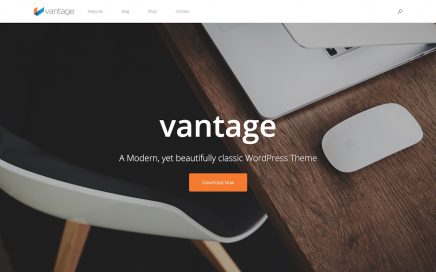 vantage
Features Blog Shop Contact
vantage
A Modern, yet beautifully classic WordPress Theme
Download Now